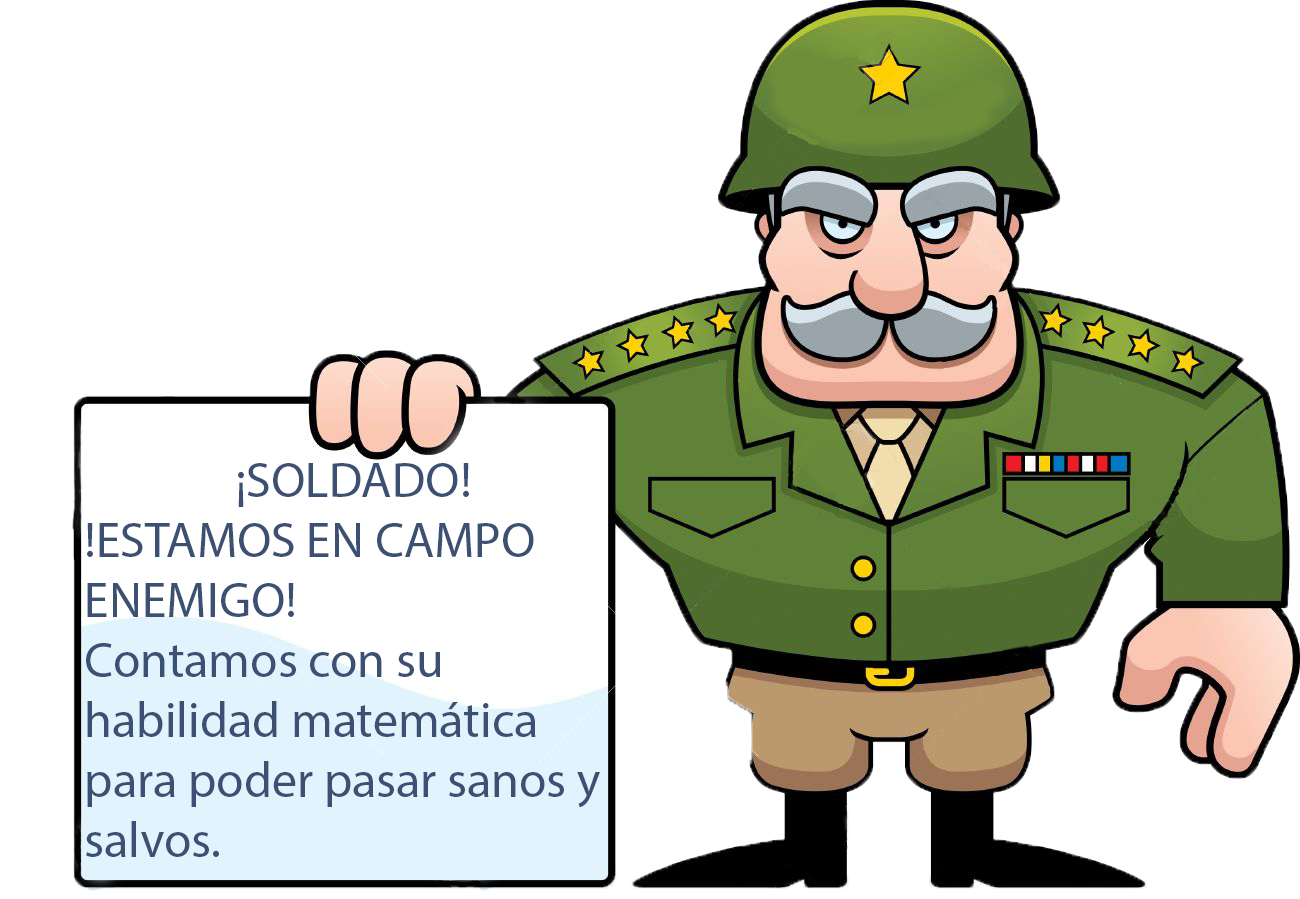 ¡SOLDADO!
!ESTAMOS EN CAMPO
ENEMIGO!
Contamos con su
habilidad matemática
para poder pasar sanos y
salvos.